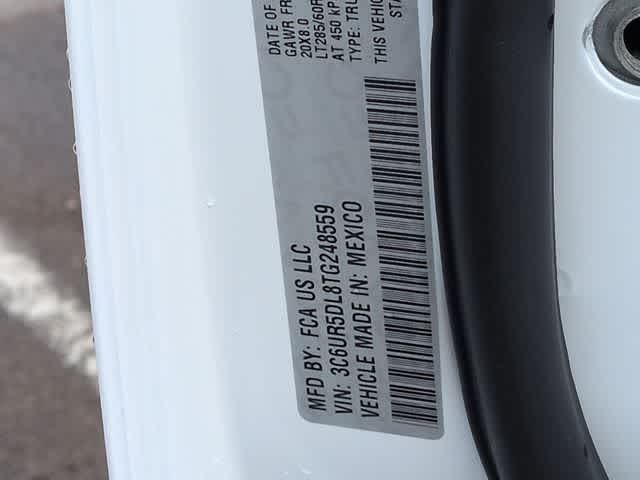 MFD BY: FCA US LLC
DATE OF
VIN: 3C6UR5DL8TG248559
GAWR FR
20X8.0
VEHICLE MADE IN: MEXICO
LT285/60R
AT 450 kP
TYPE: TRU
THIS VEHIC
STA